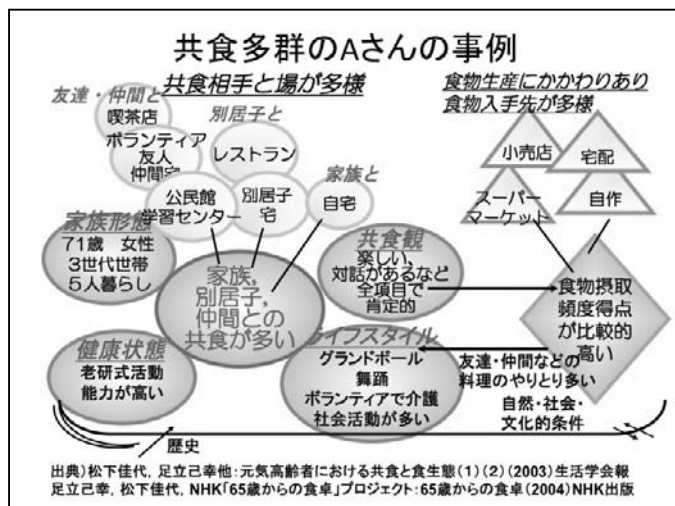 共食多群のAさんの事例
共食相手と場が多様
食物生産にかかわりあり
食物入手先が多様
友達・仲間と
喫茶店
ボランティア
友人
仲間宅
別居子と
レストラン
家族と
自宅
公民館
学習センター
別居子
宅
小売店
宅配
スーパー
マーケット
自作
家族形態
71歳 女性
3世代世帯
5人暮らし
家族,
別居子,
仲間との
共食が多い
共食観
楽しい,
対話があるなど
全項目で
肯定的
食物摂取
頻度得点
が比較的
高い
健康状態
老研式活動
能力が高い
ライフスタイル
グランドボール
舞踊
ボランティアで介護
社会活動が多い
友達・仲間などの
料理のやりとり多い
自然・社会・
文化的条件
歴史
出典)松下佳代, 足立己幸他:元気高齢者における共食と食生態(1)(2)(2003)生活学会報
足立己幸, 松下佳代, NHK「65歳からの食卓」プロジェクト:65歳からの食卓(2004)NHK出版